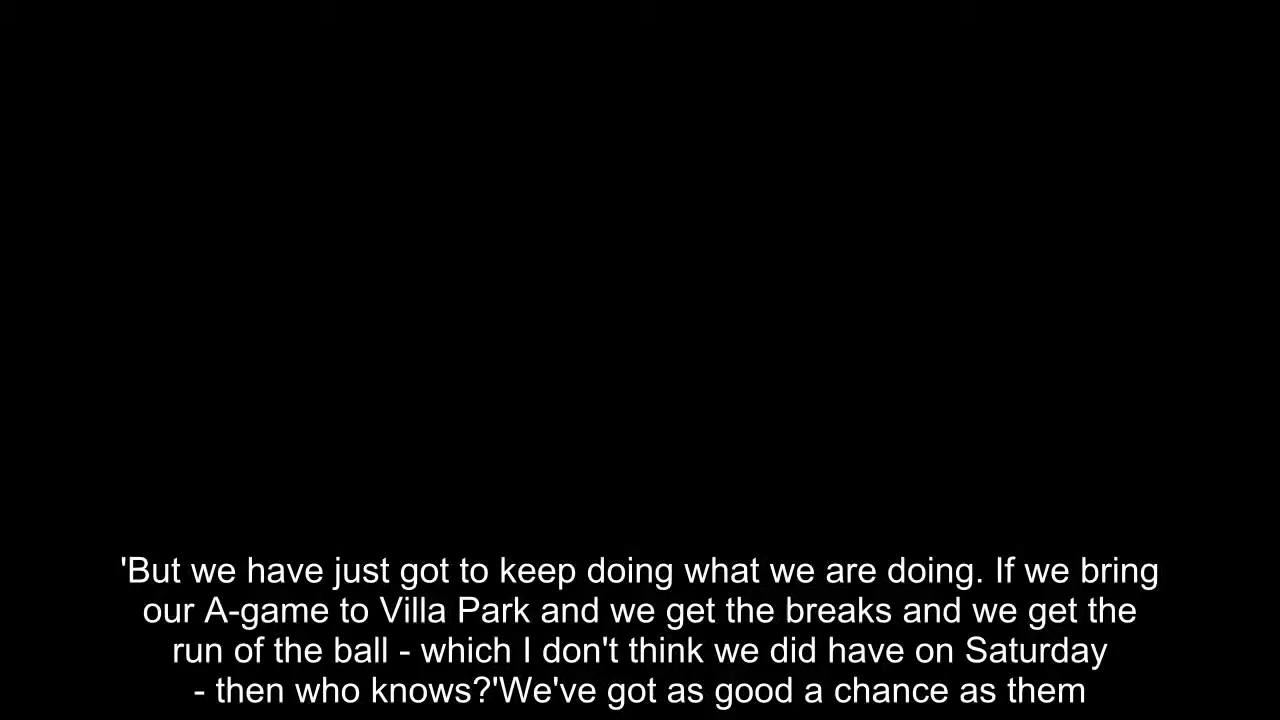 'But we have just got to keep doing what we are doing. If we bring
our A-game to Villa Park and we get the breaks and we get the
run of the ball - which I don't think we did have on Saturday
- then who knows?'We've got as good a chance as them